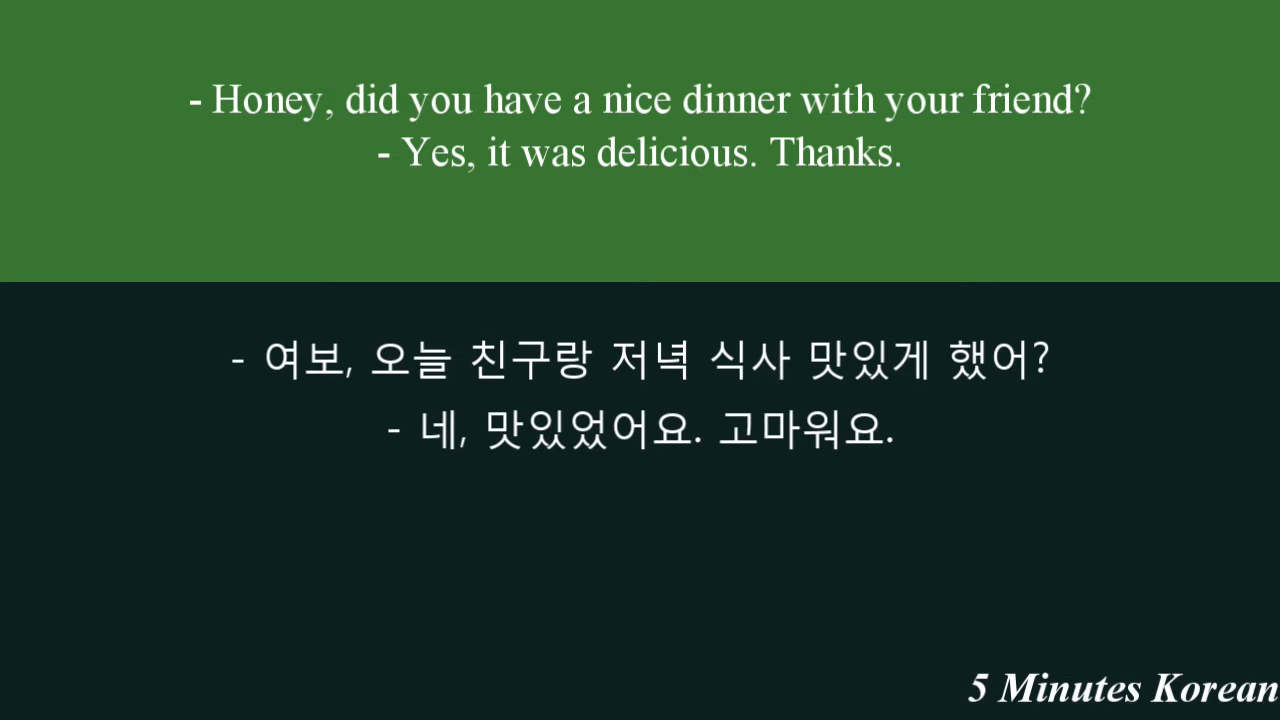 - Honey, did you have a nice dinner with your friend?
- Yes, it was delicious. Thanks.
- 여보, 오늘 친구랑 저녁 식사 맛있게 했어?
- 네, 맛있었어요. 고마워요.
5 Minutes Korean